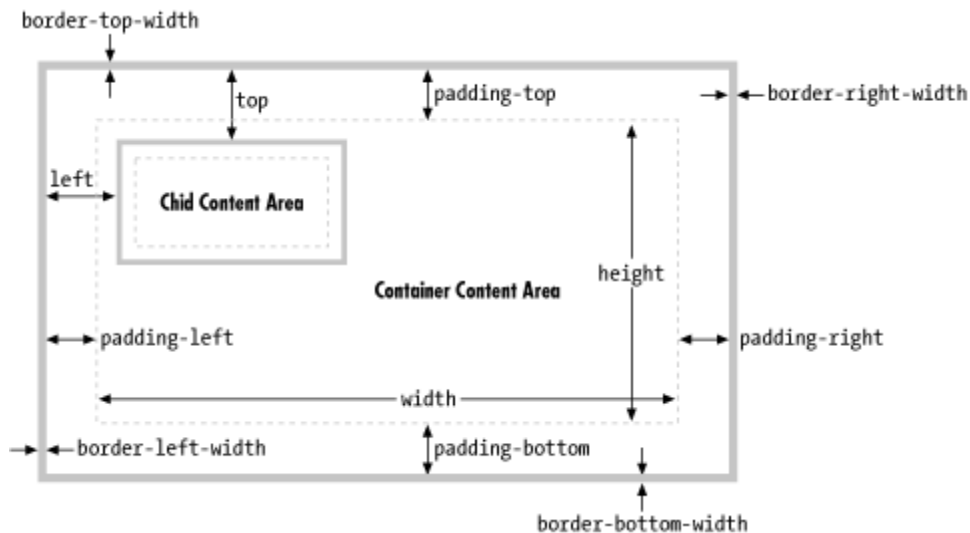 border-top-width
top
padding-top
border-right-width
left
Chid Content Area
height
Container Content Area
padding-left
padding-right
width
border-left-width
padding-bottom
border-bottom-width